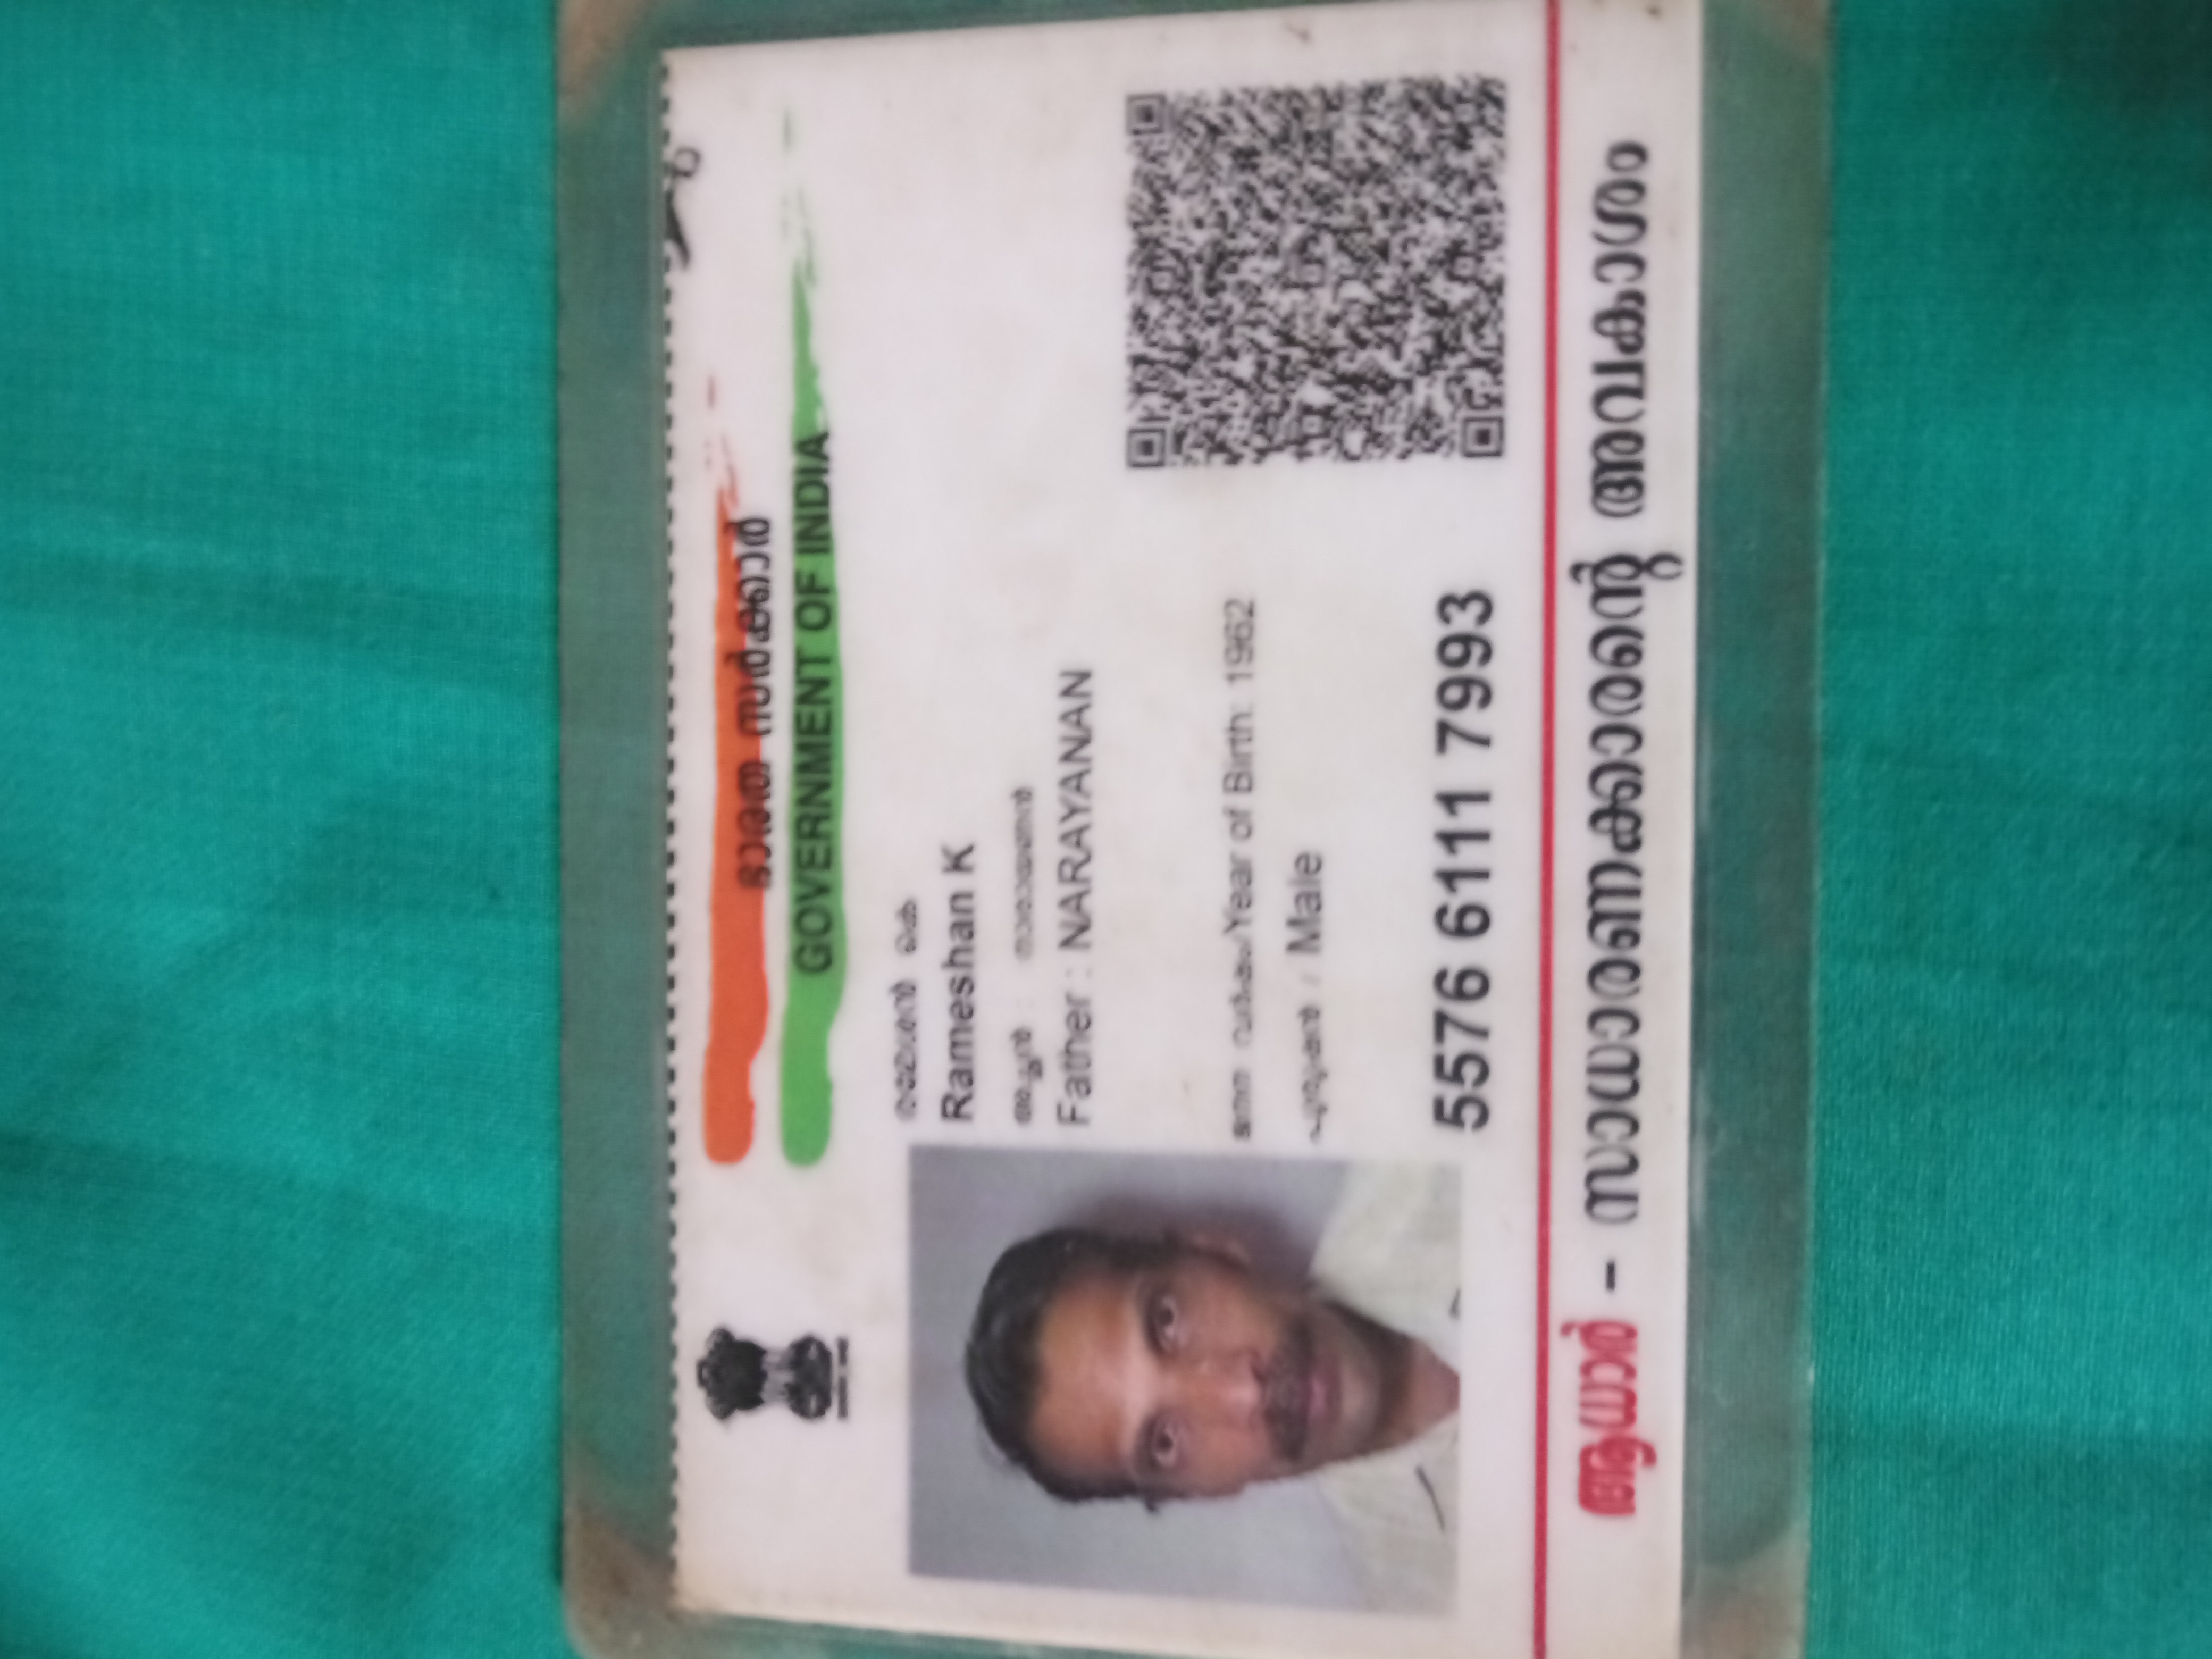 ഭാരത സർക്കാർ
GOVERNMENT OF INDIA
രമേശൻ കെ
Rameshan K
അച്ഛൻ : നാരായണൻ
Father : NARAYANAN
ജനന വർഷം/Year of Birth: 1962
പുരുഷൻ / Male
5576 6111 7993
ആധാർ - സാധാരണക്കാരന്റെ അവകാശം